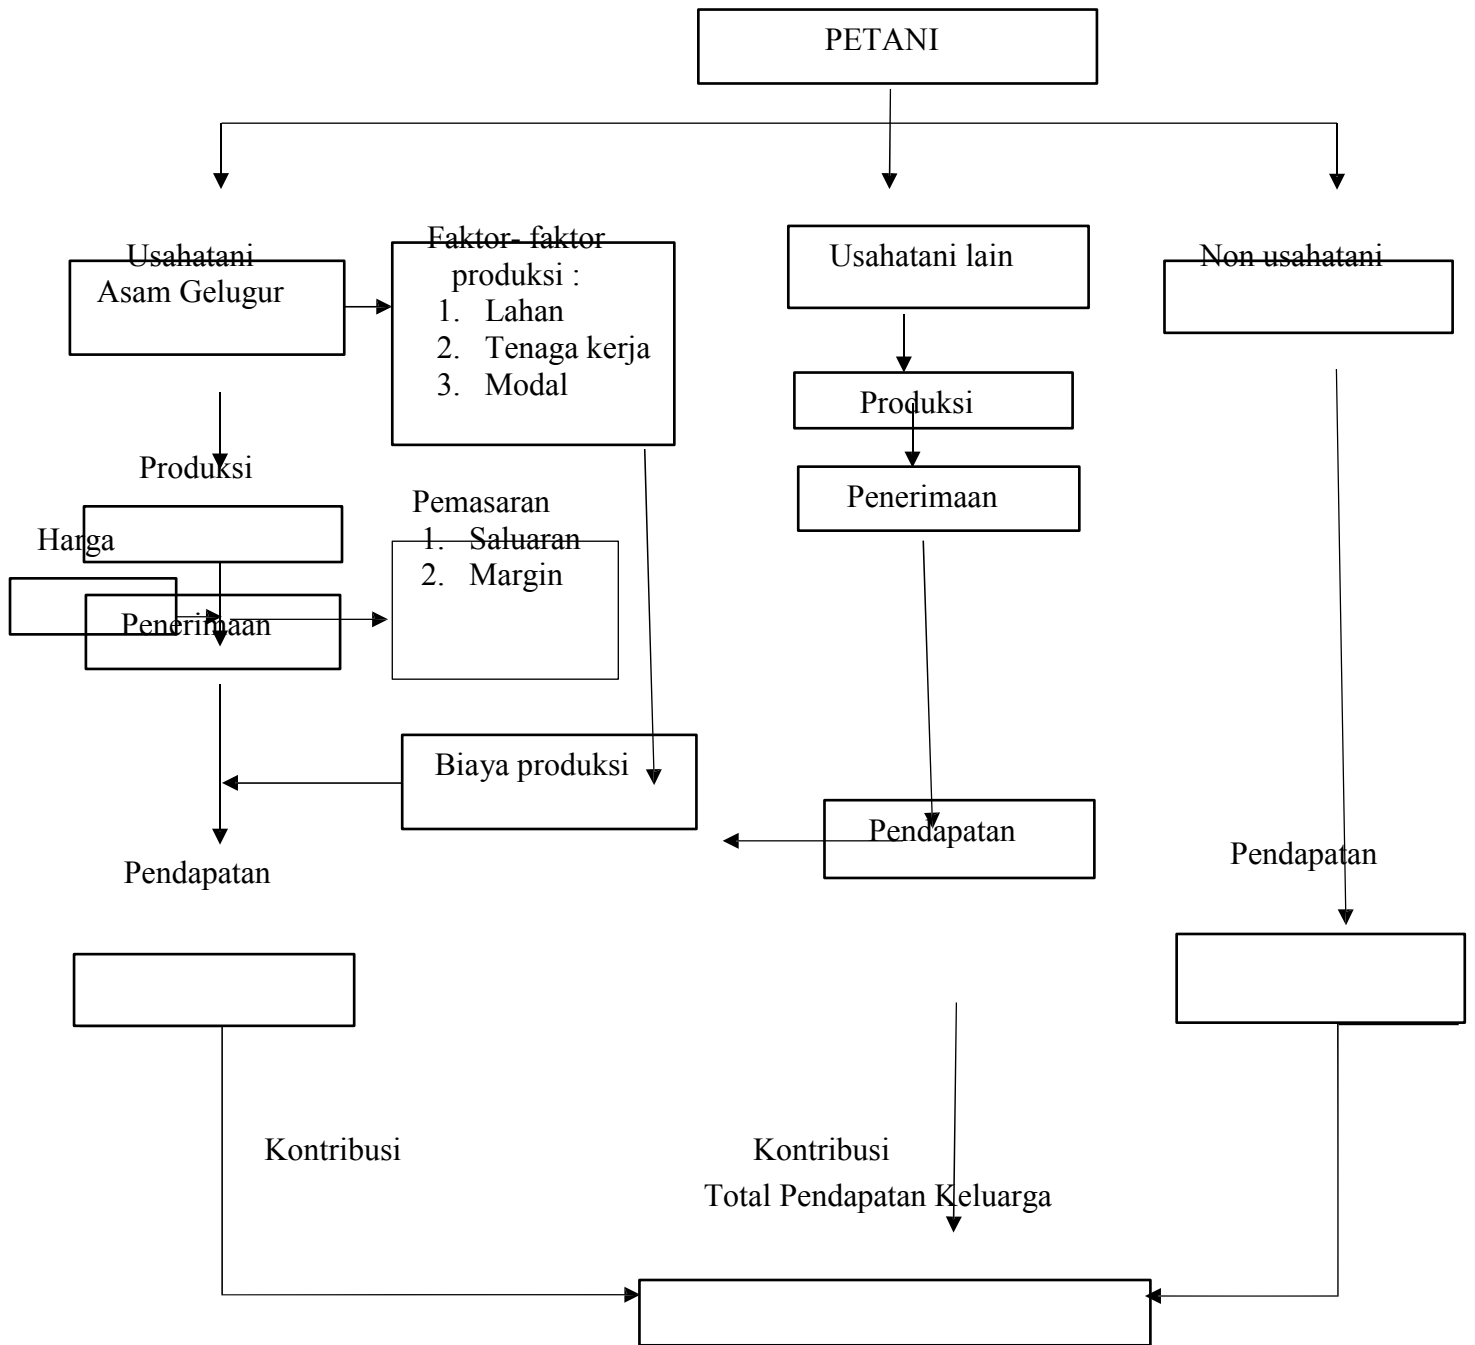 PETANI
Usahatani
Asam Gelugur
Faktor- faktor
produksi :
1. Lahan
2. Tenaga kerja
3. Modal
Usahatani lain
Non usahatani
Produksi
Produksi
Harga
Pemasaran
1. Saluaran
2. Margin
Penerimaan
Penerimaan
Biaya produksi
Pendapatan
Pendapatan
Pendapatan
Kontribusi
Kontribusi
Total Pendapatan Keluarga